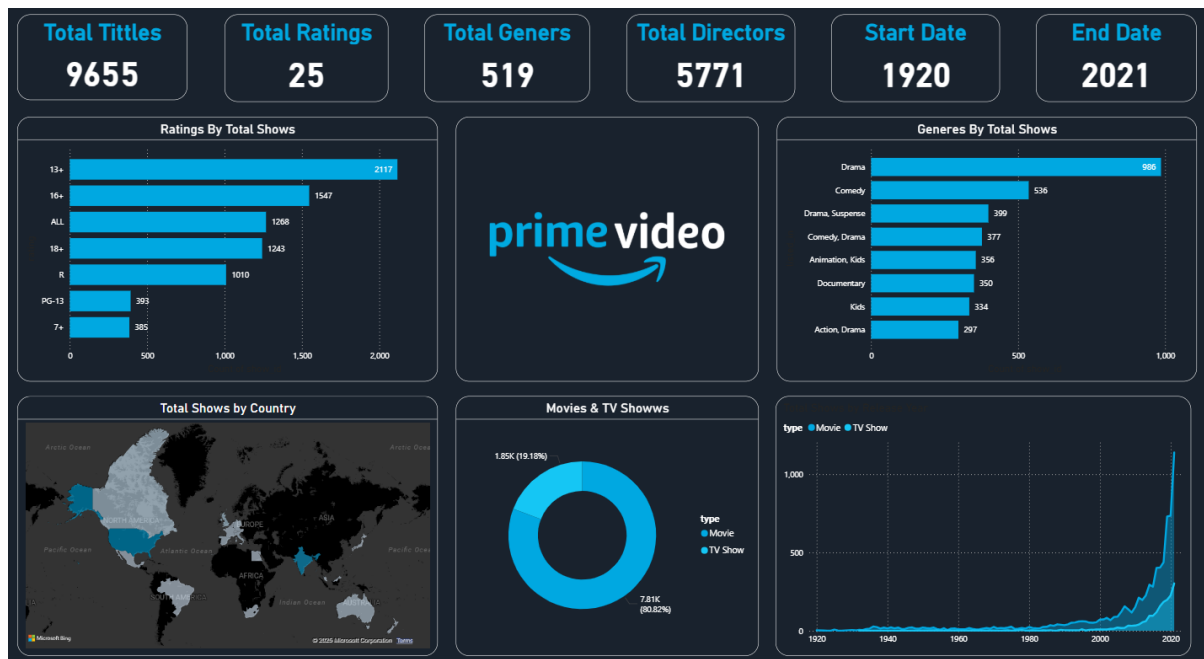 Total Tittles
9655
Total Ratings
25
Total Geners
519
Total Directors
5771
Start Date
1920
End Date
2021
Ratings By Total Shows
13+
2117
16+
1547
ALL
1268
18+
1243
R
1010
PG-13
393
7+
385
0
500
1,000
1,500
2,000
prime video
Generes By Total Shows
Drama
986
Comedy
536
Drama, Suspense
399
Comedy, Drama
377
Animation, Kids
356
Documentary
350
Kids
334
Action, Drama
297
0
500
1,000
Total Shows by Country
Arctic Ocean
Arctic Ocean
NORTH AMERICA
EUROPE
ASIA
Pacific Ocean
Atlantic Ocean
Pacific Ocean
AFRICA
SOUTH AMERICA
Indian Ocean
AUSTRALIA
Microsoft Bing
© 2025 Microsoft Corporation Terms
Movies & TV Showws
1.85K (19.18%)
7.81K
(80.82%)
type
Movie
TV Show
type Movie TV Show
1,000
500
0
1920
1940
1960
1980
2000
2020